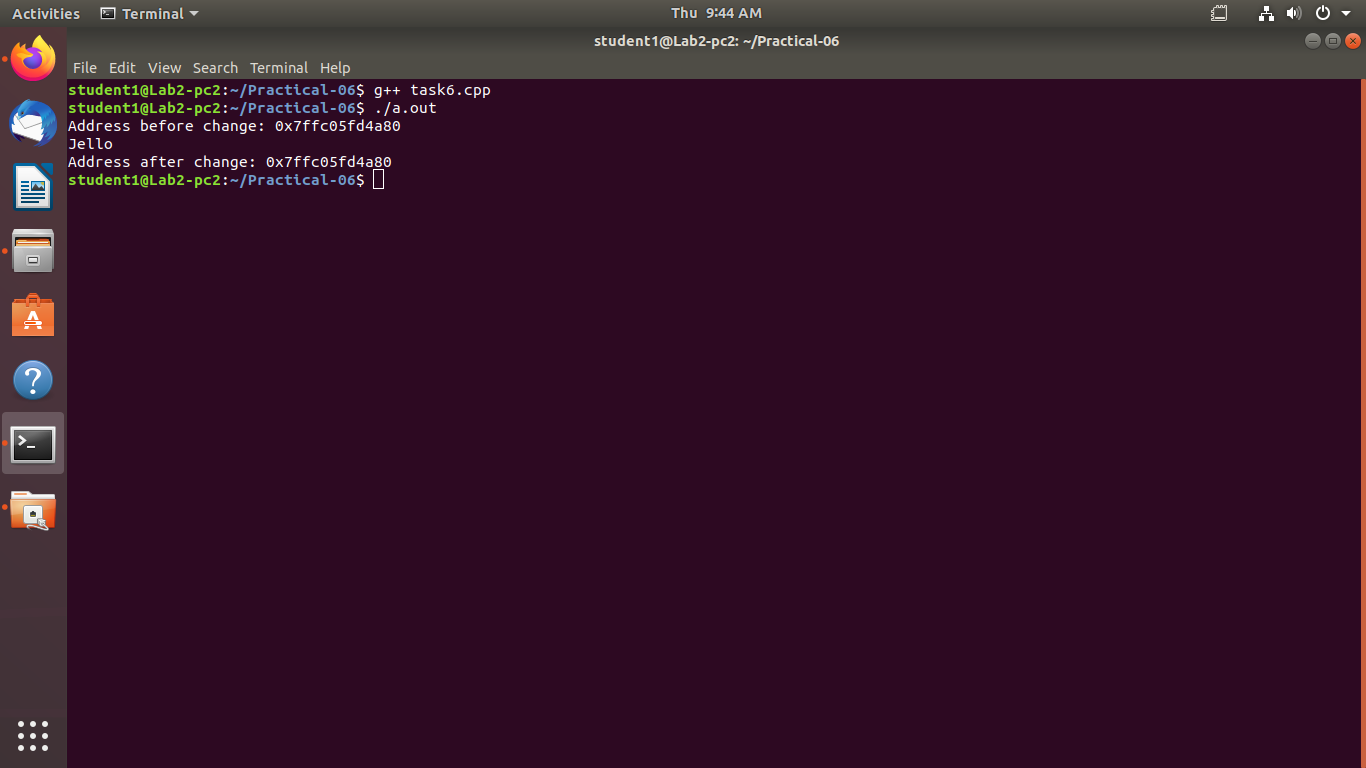 Activities Terminal Thu 9:44 AM
student1@Lab2-pc2: ~/Practical-06
File Edit View Search Terminal Help
student1@Lab2-pc2:~/Practical-06$ g++ task6.cpp
student1@Lab2-pc2:~/Practical-06$ ./a.out
Address before change: 0x7ffc05fd4a80
Jello
Address after change: 0x7ffc05fd4a80
student1@Lab2-pc2:~/Practical-06$